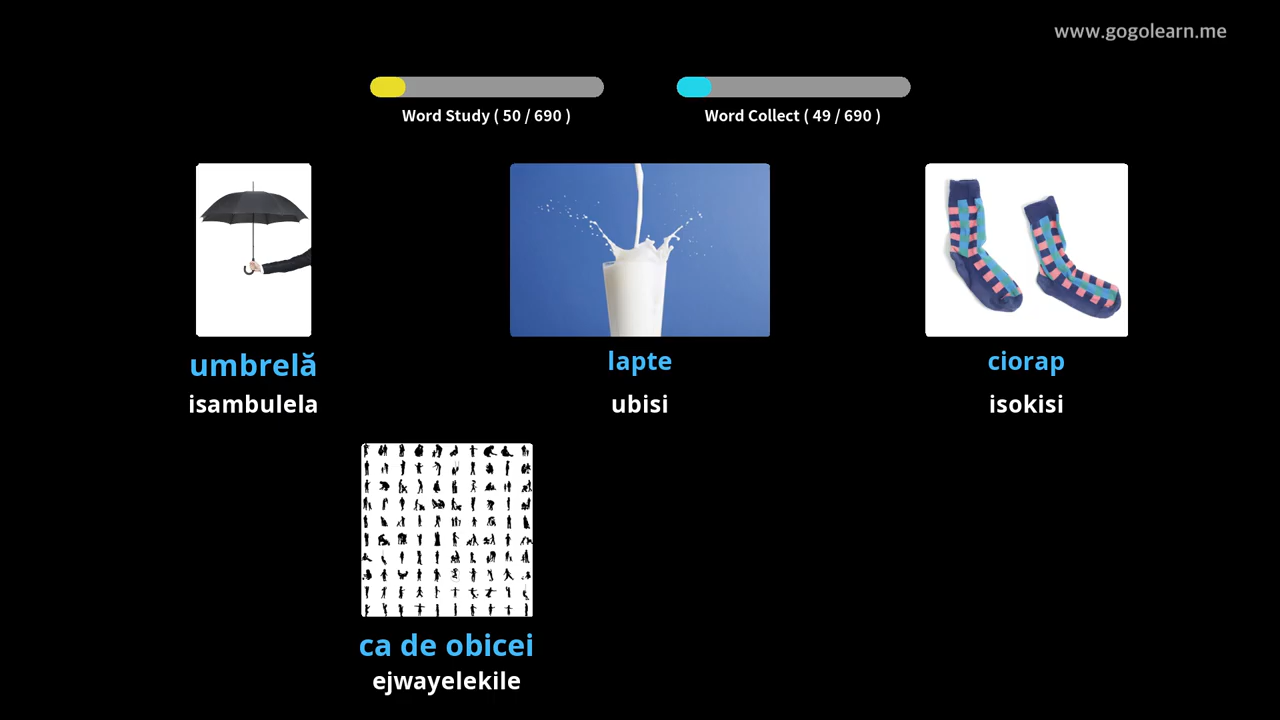 www.gogolearn.me
Word Study ( 50 / 690 )
Word Collect ( 49 / 690 )
umbrelă
isambulela
lapte
ubisi
ciorap
isokisi
ca de obicei
ejwayelekile